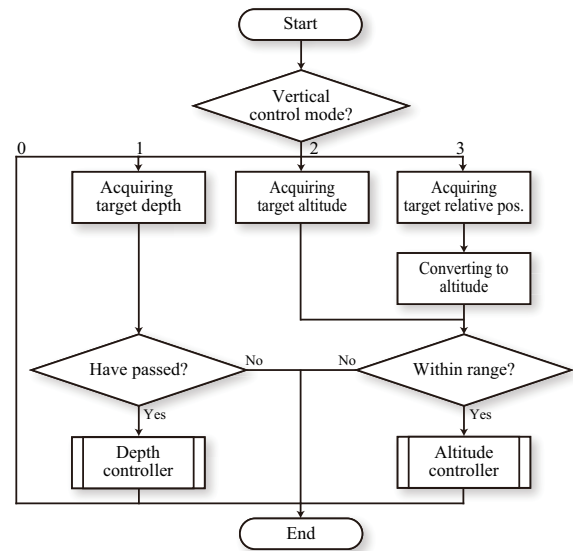 Start
Vertical
control mode?
0 1 2 3
Acquiring
target depth
Acquiring
target altitude
Acquiring
target relative pos.
Converting to
altitude
Have passed?
No
No
Within range?
Yes
Yes
Depth
controller
Altitude
controller
End